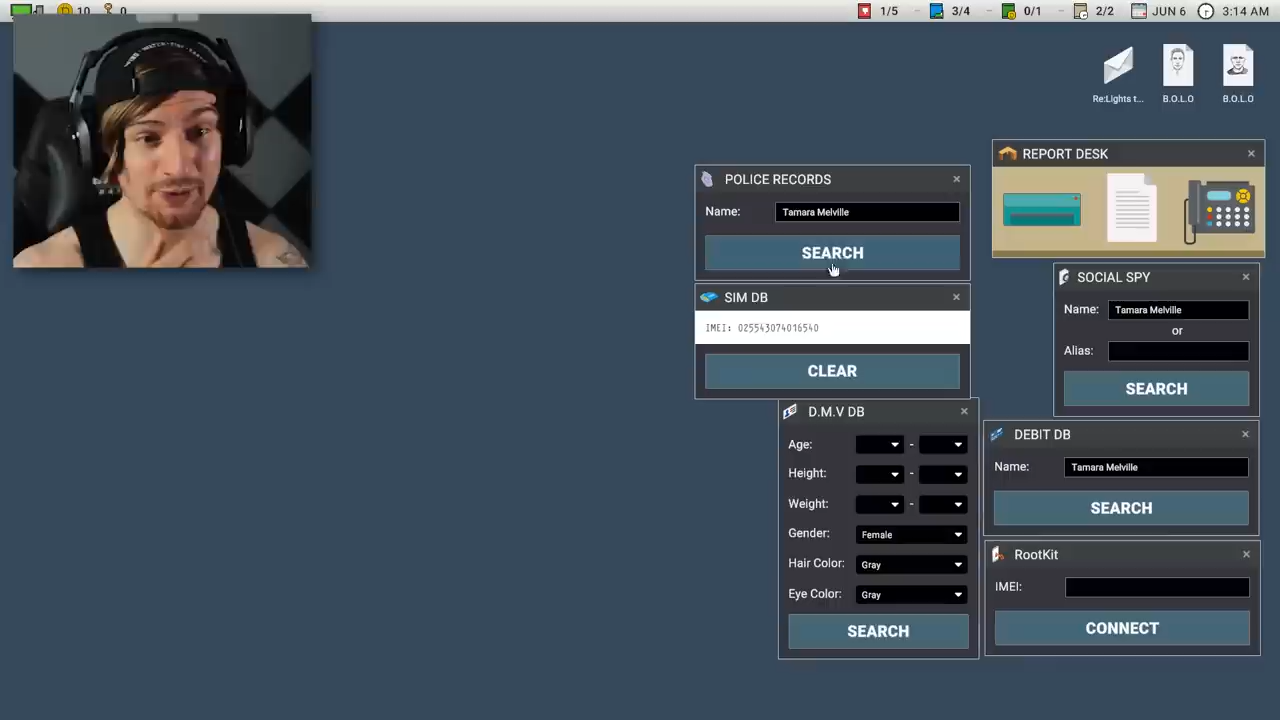 10
0
1/5
3/4
0/1
2/2
JUN 6
3:14 AM
Re:Lights t...
B.O.L.O
B.O.L.O
REPORT DESK
POLICE RECORDS
Name:
Tamara Melville
SEARCH
SIM DB
IMEI: 025543074016540
CLEAR
SOCIAL SPY
Name:
Tamara Melville
or
Alias:
SEARCH
D.M.V DB
Age:
-
Height:
-
Weight:
-
Gender:
Female
Hair Color:
Gray
Eye Color:
Gray
SEARCH
DEBIT DB
Name:
Tamara Melville
SEARCH
RootKit
IMEI:
CONNECT